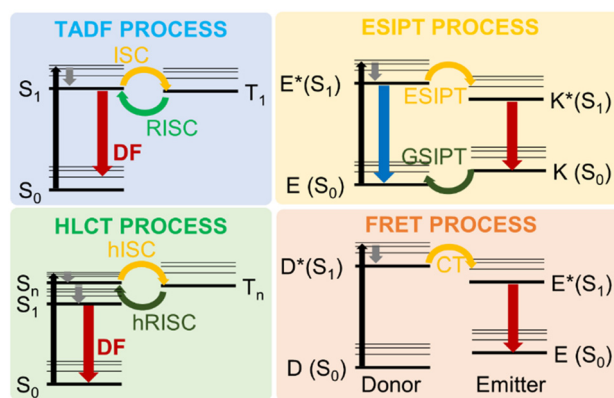 TADF PROCESS
ISC
S1
T1
RISC
DF
S0
ESIPT PROCESS
E*(S1)
ESIPT
K*(S1)
GSIPT
K (S0)
E (S0)
HLCT PROCESS
hISC
Sn
Tn
S1
hRISC
DF
S0
FRET PROCESS
D*(S1)
CT
E*(S1)
E (S0)
D (S0)
Donor Emitter